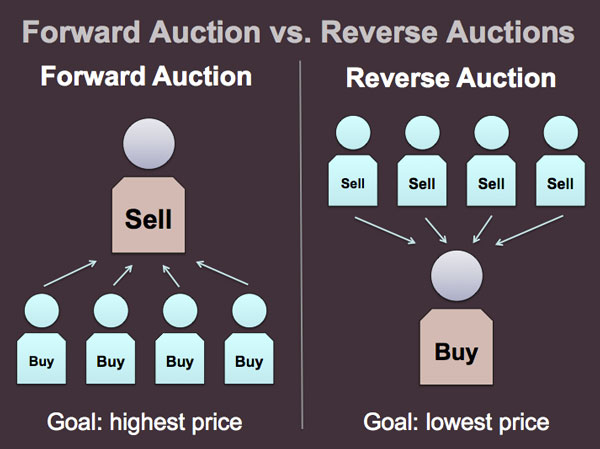 Forward Auction vs. Reverse Auctions
Forward Auction
Sell
Buy
Buy
Buy
Buy
Goal: highest price
Reverse Auction
Sell
Sell
Sell
Sell
Buy
Goal: lowest price